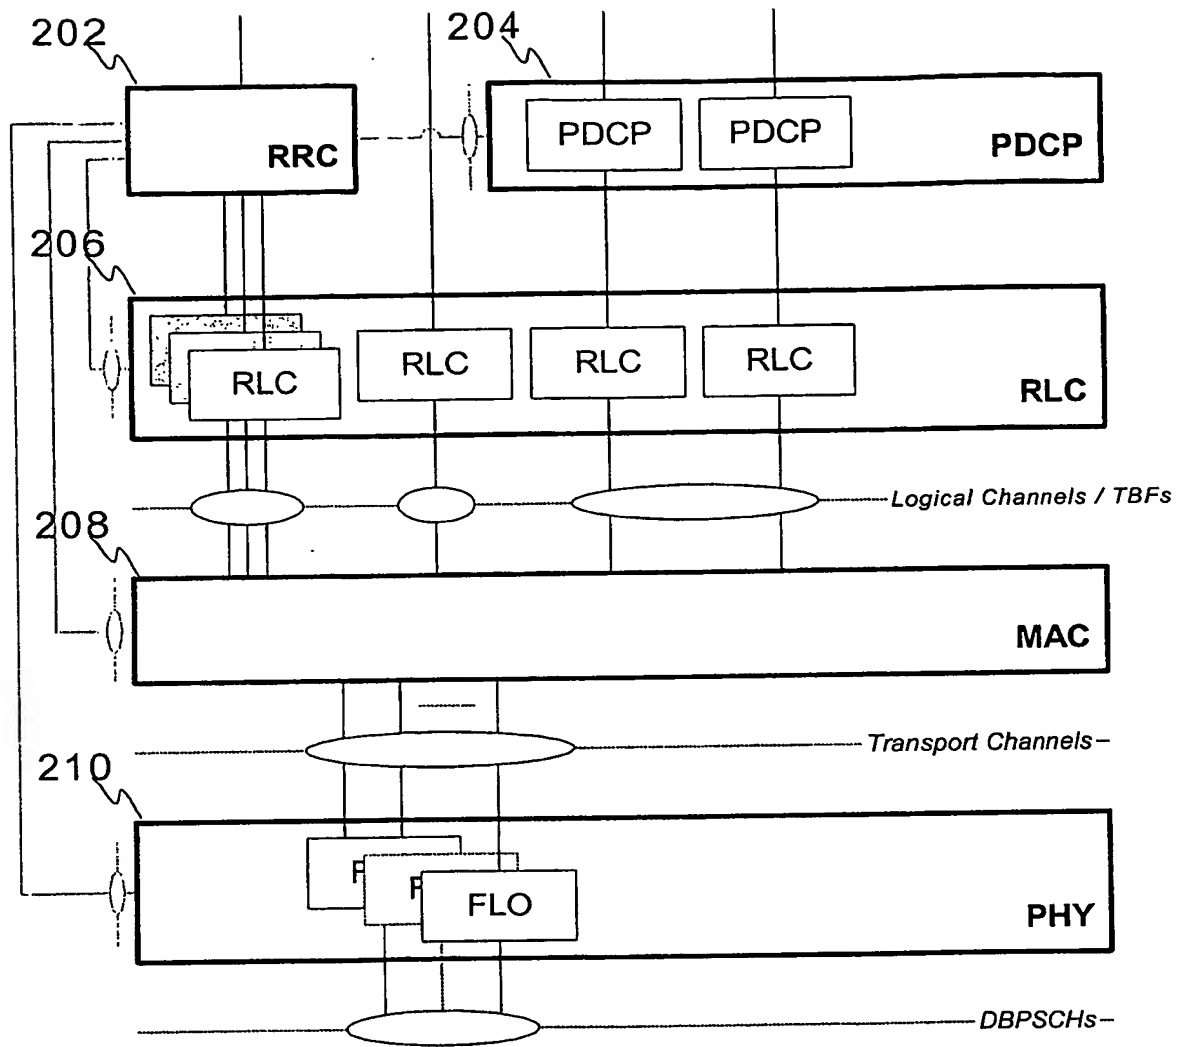 202
204
RRC
PDCP
PDCP
PDCP
206
RLC
RLC
RLC
RLC
RLC
Logical Channels / TBFs
208
MAC
Transport Channels
210
F
F
FLO
PHY
DBPSCHs